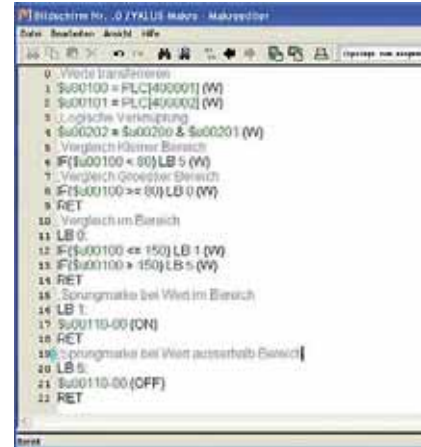 Bildschirm Nr. .0 ZYKLUS Makro - Makroeditor
Datei Bearbeiten Ansicht Hilfe
0 ;Werte transferieren
1 $u00100 = PLC[400001] (W)
2 $u00101 = PLC[400002] (W)
3 ;Logische Verknüpfung
4 $u00202 = $u00200 & $u00201 (W)
5 ;Vergleich Kleiner Bereich
6 IF($u00100 < 80) LB 5 (W)
7 ;Vergleich Groesser Bereich
8 IF($u00100 >= 80) LB 0 (W)
9 RET
10 ;Vergleich im Bereich
11 LB 0:
12 IF($u00100 <= 150) LB 1 (W)
13 IF($u00100 > 150) LB 5 (W)
14 RET
15 ;Sprungmarke bei Wert im Bereich
16 LB 1:
17 $u00110-00 (ON)
18 RET
19 ;Sprungmarke bei Wert ausserhalb Bereich
20 LB 5:
21 $u00110-00 (OFF)
22 RET
Bereit